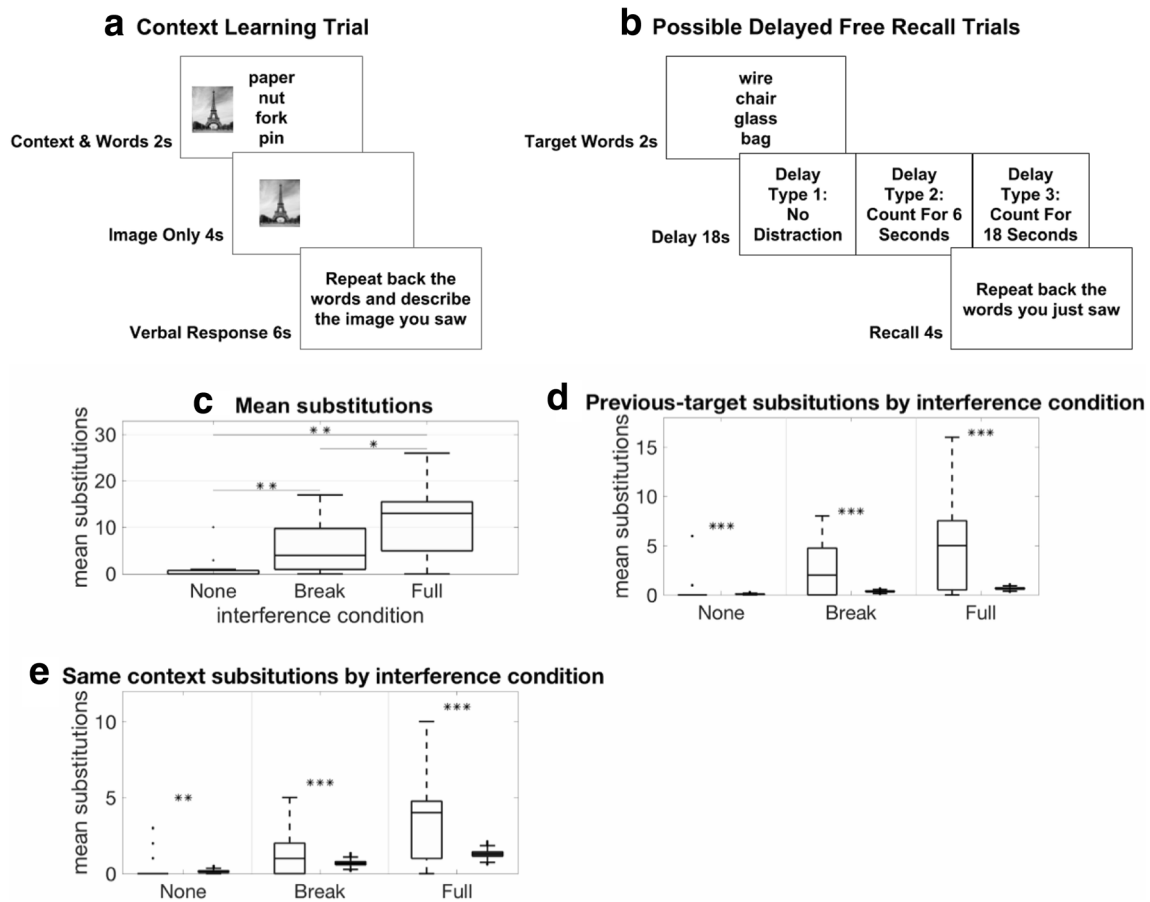 a Context Learning Trial
paper
nut
fork
pin
Context & Words 2s
Image Only 4s
Repeat back the
words and describe
the image you saw
Verbal Response 6s
b Possible Delayed Free Recall Trials
wire
chair
glass
bag
Target Words 2s
Delay
Type 1:
No
Distraction
Delay
Type 2:
Count For 6
Seconds
Delay
Type 3:
Count For
18 Seconds
Delay 18s
Repeat back the
words you just saw
Recall 4s
c Mean substitutions
mean substitutions
30
20
10
0
**
*
**
None Break Full
interference condition
d Previous-target subsitutions by interference condition
mean substitutions
15
10
5
0
***
***
***
None Break Full
e Same context subsitutions by interference condition
mean substitutions
10
5
0
**
***
***
None Break Full